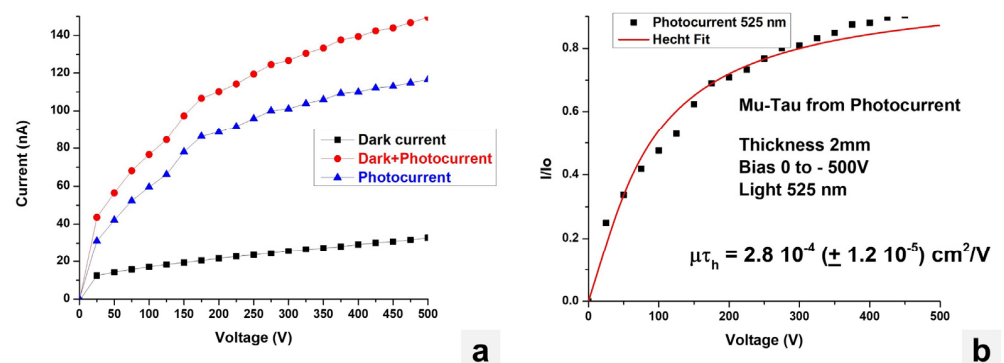 140
120
100
80
60
40
20
0
0 50 100 150 200 250 300 350 400 450 500
Current (nA)
Voltage (V)
Dark current
Dark+Photocurrent
Photocurrent
a
0.8
0.6
0.4
0.2
0.0
0 100 200 300 400 500
I/Io
Voltage (V)
Photocurrent 525 nm
Hecht Fit
Mu-Tau from Photocurrent
Thickness 2mm
Bias 0 to - 500V
Light 525 nm
μτh = 2.8 10-4 (± 1.2 10-5) cm2/V
b